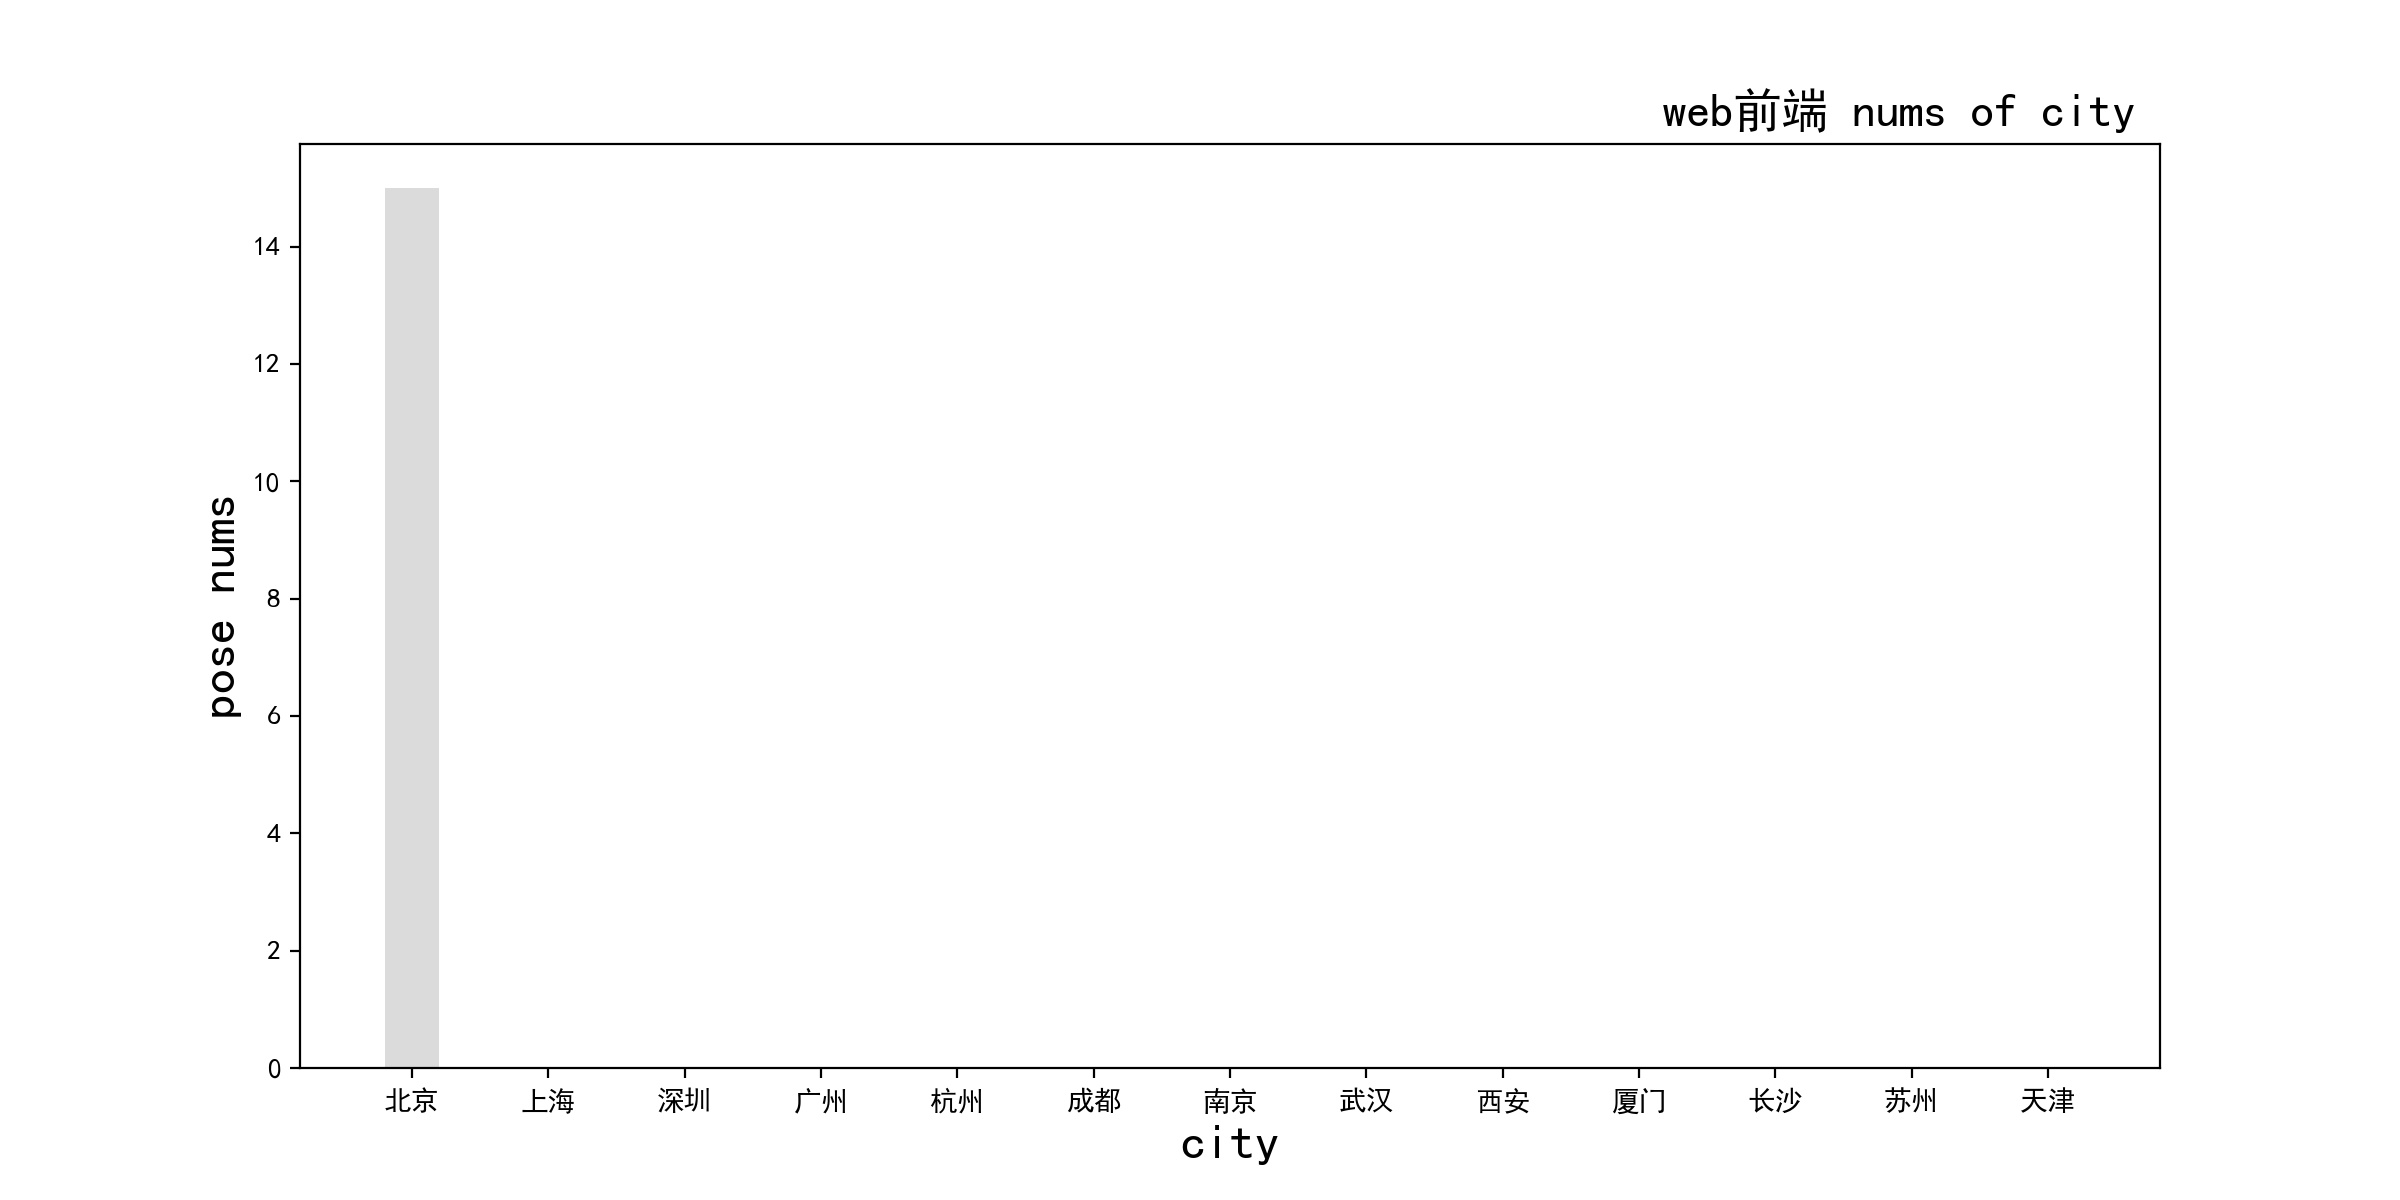 web前端 nums of city
pose nums
14
12
10
8
6
4
2
0
北京 上海 深圳 广州 杭州 成都 南京 武汉 西安 厦门 长沙 苏州 天津
city